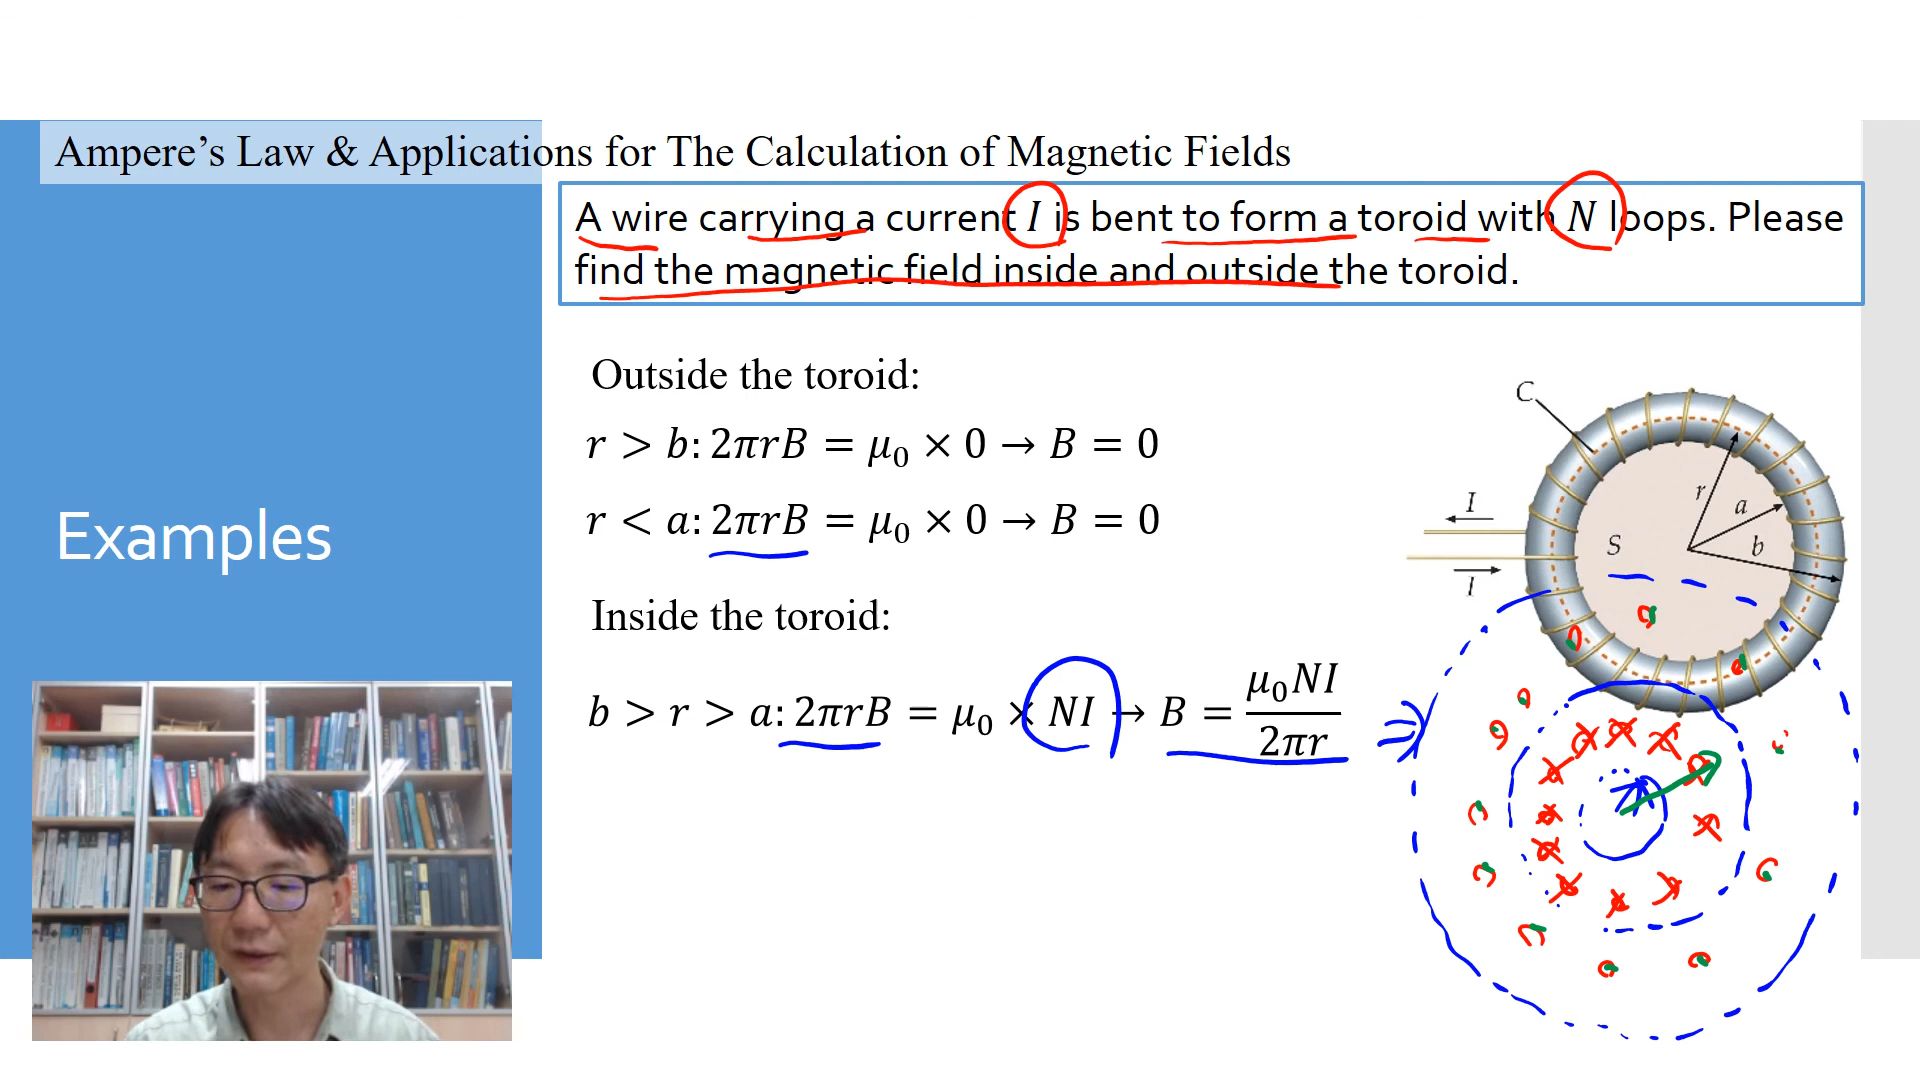 Ampere's Law & Applications for The Calculation of Magnetic Fields
A wire carrying a current I is bent to form a toroid with N loops. Please
find the magnetic field inside and outside the toroid.
Examples
Outside the toroid:
r > b: 2πrB = μ₀ × 0 → B = 0
r < a: 2πrB = μ₀ × 0 → B = 0
Inside the toroid:
b > r > a: 2πrB = μ₀ × NI → B = μ₀NI / 2πr
C
r
a
b
S
I
I